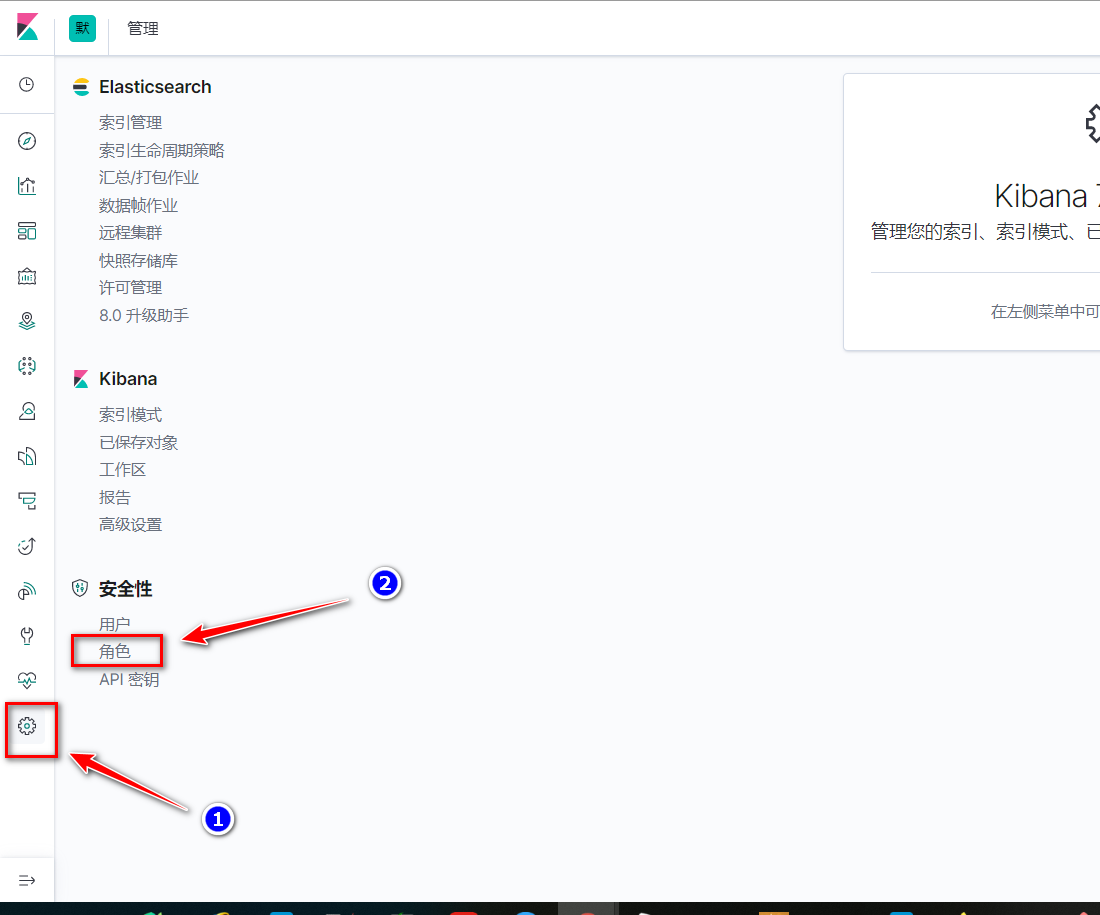 默 管理
Elasticsearch
索引管理
索引生命周期策略
汇总/打包作业
数据帧作业
远程集群
快照存储库
许可管理
8.0 升级助手
Kibana
索引模式
已保存对象
工作区
报告
高级设置
安全性
用户
角色
API 密钥
Kibana 7
管理您的索引、索引模式、已
在左侧菜单中可
2
1